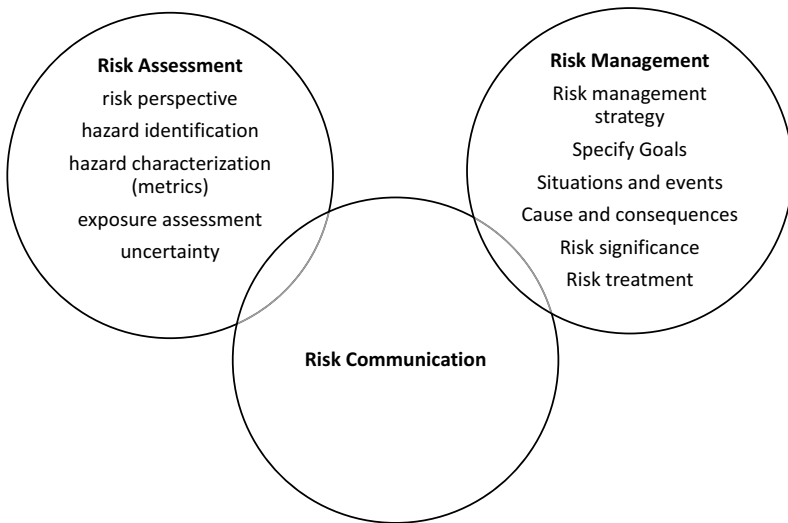 Risk Assessment
risk perspective
hazard identification
hazard characterization
(metrics)
exposure assessment
uncertainty
Risk Management
Risk management
strategy
Specify Goals
Situations and events
Cause and consequences
Risk significance
Risk treatment
Risk Communication